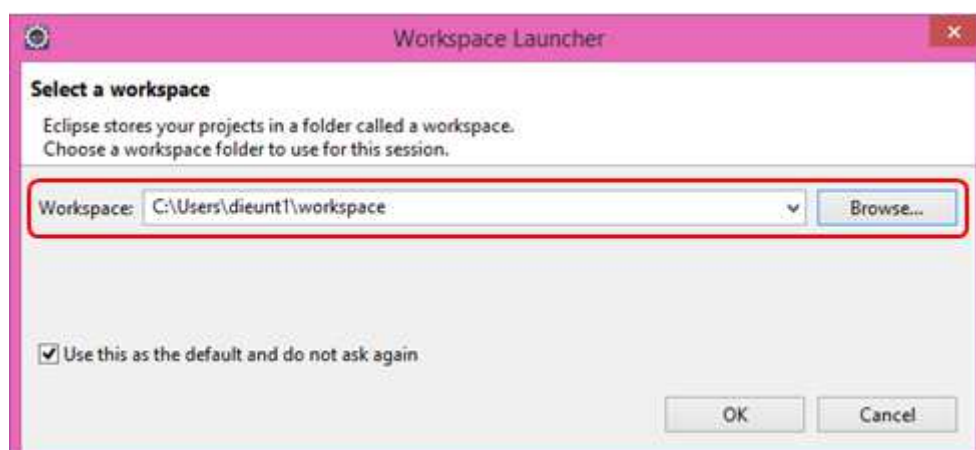 Workspace Launcher
Select a workspace
Eclipse stores your projects in a folder called a workspace.
Choose a workspace folder to use for this session.
Workspace: C:\Users\dieunt1\workspace Browse...
Use this as the default and do not ask again
OK Cancel